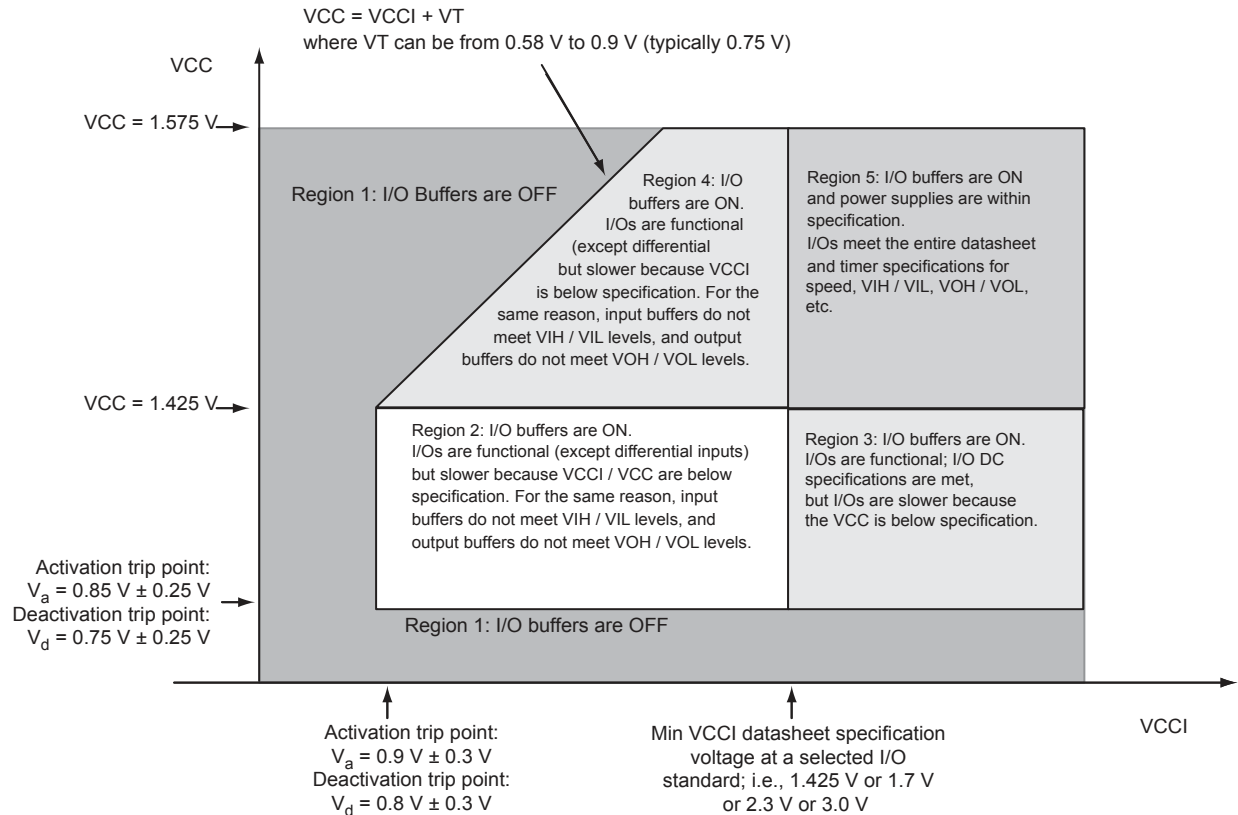 VCC = VCCI + VT
where VT can be from 0.58 V to 0.9 V (typically 0.75 V)
VCC
VCC = 1.575 V
Region 1: I/O Buffers are OFF
Region 4: I/O
buffers are ON.
I/Os are functional
(except differential
but slower because VCCI
is below specification. For the
same reason, input buffers do not
meet VIH / VIL levels, and output
buffers do not meet VOH / VOL levels.
Region 5: I/O buffers are ON
and power supplies are within
specification.
I/Os meet the entire datasheet
and timer specifications for
speed, VIH / VIL, VOH / VOL,
etc.
VCC = 1.425 V
Region 2: I/O buffers are ON.
I/Os are functional (except differential inputs)
but slower because VCCI / VCC are below
specification. For the same reason, input
buffers do not meet VIH / VIL levels, and
output buffers do not meet VOH / VOL levels.
Region 3: I/O buffers are ON.
I/Os are functional; I/O DC
specifications are met,
but I/Os are slower because
the VCC is below specification.
Activation trip point:
Va = 0.85 V ± 0.25 V
Deactivation trip point:
Vd = 0.75 V ± 0.25 V
Region 1: I/O buffers are OFF
Activation trip point:
Va = 0.9 V ± 0.3 V
Deactivation trip point:
Vd = 0.8 V ± 0.3 V
Min VCCI datasheet specification
voltage at a selected I/O
standard; i.e., 1.425 V or 1.7 V
or 2.3 V or 3.0 V
VCCI